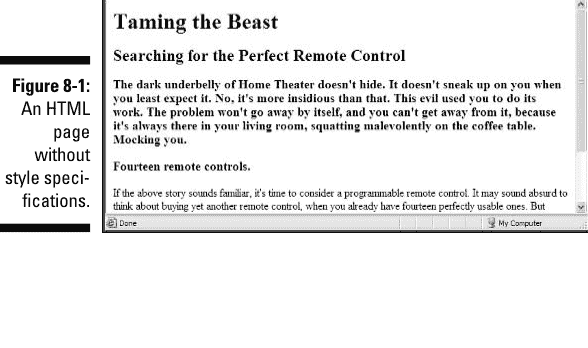 Figure 8-1:
An HTML
page
without
style speci-
fications.
Taming the Beast
Searching for the Perfect Remote Control
The dark underbelly of Home Theater doesn't hide. It doesn't sneak up on you when
you least expect it. No, it's more insidious than that. This evil used you to do its
work. The problem won't go away by itself, and you can't get away from it, because
it's always there in your living room, squatting malevolently on the coffee table.
Mocking you.
Fourteen remote controls.
If the above story sounds familiar, it's time to consider a programmable remote control. It may sound absurd to
think about buying yet another remote control, when you already have fourteen perfectly usable ones. But
Done
My Computer